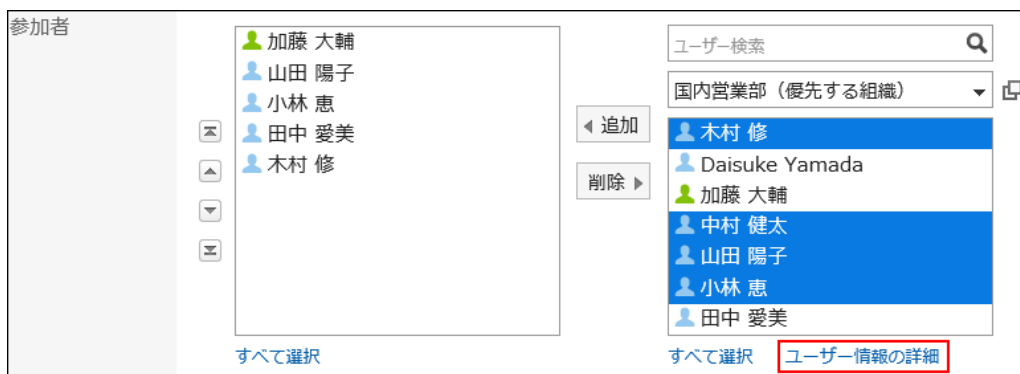 参加者
加藤 大輔
山田 陽子
小林 恵
田中 愛美
木村 修
すべて選択
追加
削除
ユーザー検索
国内営業部（優先する組織）
木村 修
Daisuke Yamada
加藤 大輔
中村 健太
山田 陽子
小林 恵
田中 愛美
すべて選択 ユーザー情報の詳細